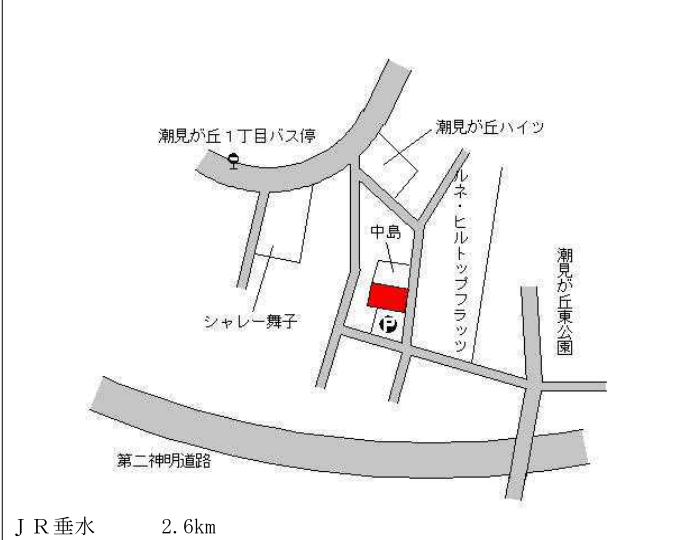 潮見が丘ハイツ
潮見が丘１丁目バス停
ルネ・ヒルトップフラッツ
中島
潮見が丘東公園
シャレー舞子
P
第二神明道路
ＪＲ垂水 2.6km